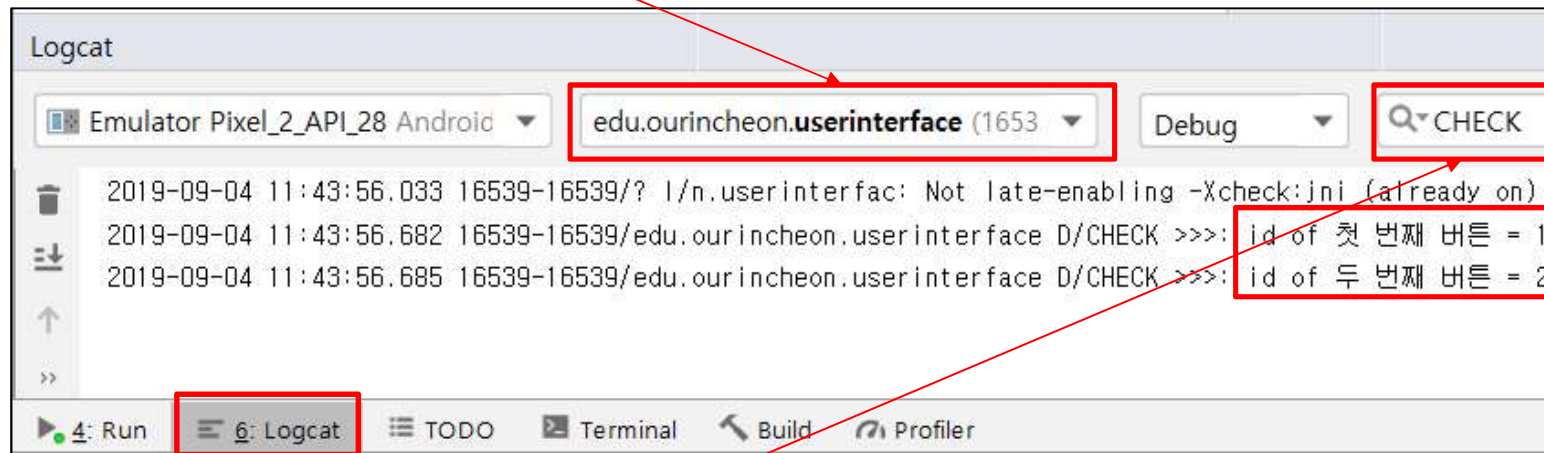 Logcat
Emulator Pixel_2_API_28 Android
edu.ourincheon.userinterface (1653
Debug
CHECK
2019-09-04 11:43:56.033 16539-16539/? I/n.userinterfac: Not late-enabling -Xcheck:jni (already on)
2019-09-04 11:43:56.682 16539-16539/edu.ourincheon.userinterface D/CHECK >>>: id of 첫 번째 버튼 = 1
2019-09-04 11:43:56.685 16539-16539/edu.ourincheon.userinterface D/CHECK >>>: id of 두 번째 버튼 = 2
4: Run
6: Logcat
TODO
Terminal
Build
Profiler